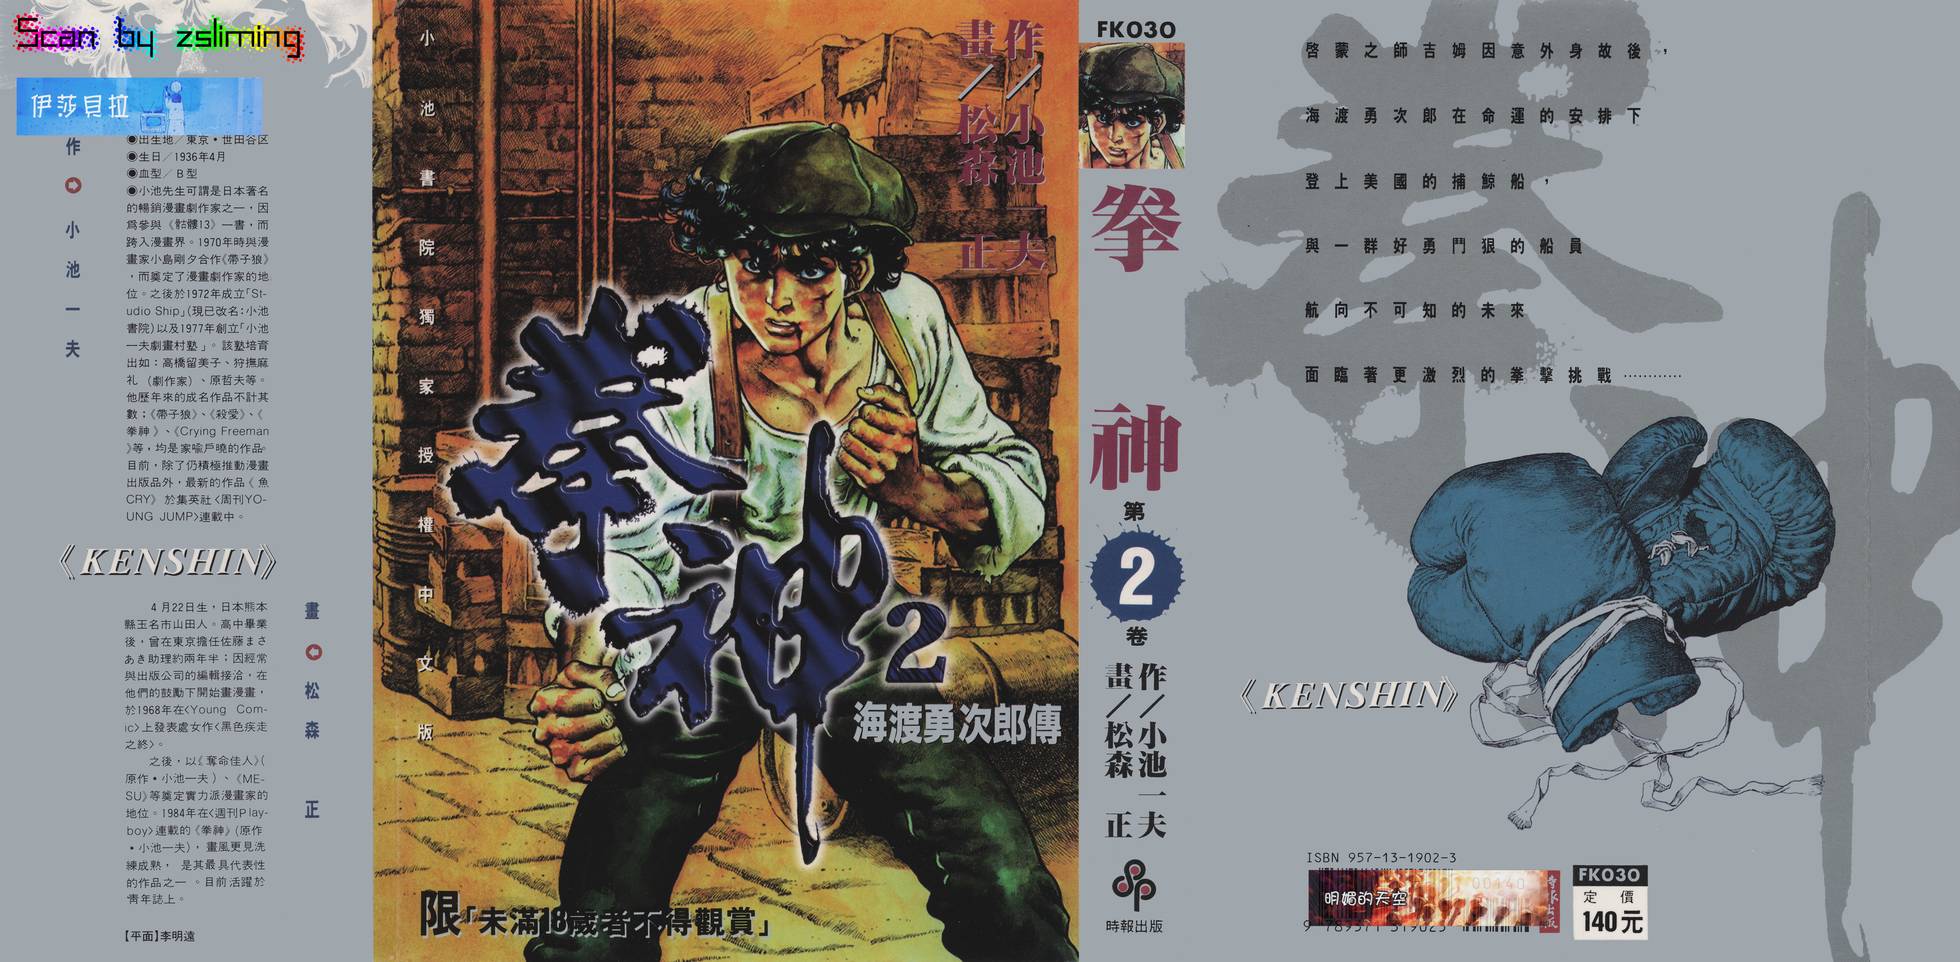 Scan by zsliming
伊莎貝拉
作
小池一夫
◉出生地／東京・世田谷区
◉生日／1936年4月
◉血型／B型
◉小池先生可謂是日本著名
的暢銷漫畫劇作家之一，因
爲參與《骷髏13》一書，而
跨入漫畫界。1970年時與漫
畫家小島剛夕合作《帶子狼》
，而奠定了漫畫劇作家的地
位。之後於1972年成立「St-
udio Ship」(現已改名：小池
書院)以及1977年創立「小池
一夫劇畫村塾」。該塾培育
出如：高橋留美子、狩撫麻
礼（劇作家）、原哲夫等。
他歷年來的成名作品不計其
數；《帶子狼》、《殺愛》、《
拳神》、《Crying Freeman
》等，均是家喩戶曉的作品。
目前，除了仍積極推動漫畫
出版品外，最新的作品《魚
CRY》於集英社〈周刊YO-
UNG JUMP〉連載中。
《KENSHIN》
畫
松森 正
4月22日生，日本熊本
縣玉名市山田人。高中畢業
後，曾在東京擔任佐藤まさ
あき助理約兩年半；因經常
與出版公司的編輯接洽，在
他們的鼓勵下開始畫漫畫，
於1968年在〈Young Com-
ic〉上發表處女作〈黑色疾走
之終〉。
之後，以《奪命佳人》(
原作・小池一夫）、《ME-
SU》等奠定實力派漫畫家的
地位。1984年在〈週刊Play-
boy〉連載的《拳神》(原作
・小池一夫)，畫風更見洗
練成熟，是其最具代表性
的作品之一。目前活躍於
青年誌上。
【平面】李明遠
小池書院獨家授權中文版
作／小池一夫
畫／松森 正
拳神2
海渡勇次郎傳
限「未滿18歲者不得觀賞」
FK030
拳神
第
2
卷
作／小池一夫
畫／松森 正
時報出版
啓蒙之師吉姆因意外身故後，
海渡勇次郎在命運的安排下
登上美國的捕鯨船，
與一群好勇鬥狠的船員
航向不可知的未來
面臨著更激烈的拳擊挑戰…………
《KENSHIN》
ISBN 957-13-1902-3
00140
明媚的天空
9 789571 319025
FK030
定價
140元